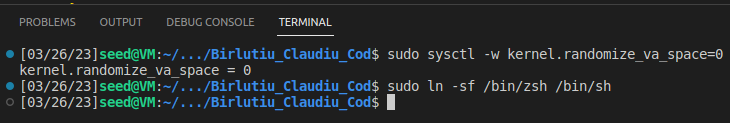 PROBLEMS OUTPUT DEBUG CONSOLE TERMINAL
[03/26/23]seed@VM:~/.../Birlutiu_Claudiu_Cod$ sudo sysctl -w kernel.randomize_va_space=0
kernel.randomize_va_space = 0
[03/26/23]seed@VM:~/.../Birlutiu_Claudiu_Cod$ sudo ln -sf /bin/zsh /bin/sh
[03/26/23]seed@VM:~/.../Birlutiu_Claudiu_Cod$